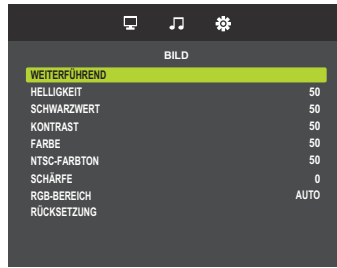 BILD
WEITERFÜHREND
HELLIGKEIT 50
SCHWARZWERT 50
KONTRAST 50
FARBE 50
NTSC-FARBTON 50
SCHÄRFE 0
RGB-BEREICH AUTO
RÜCKSETZUNG